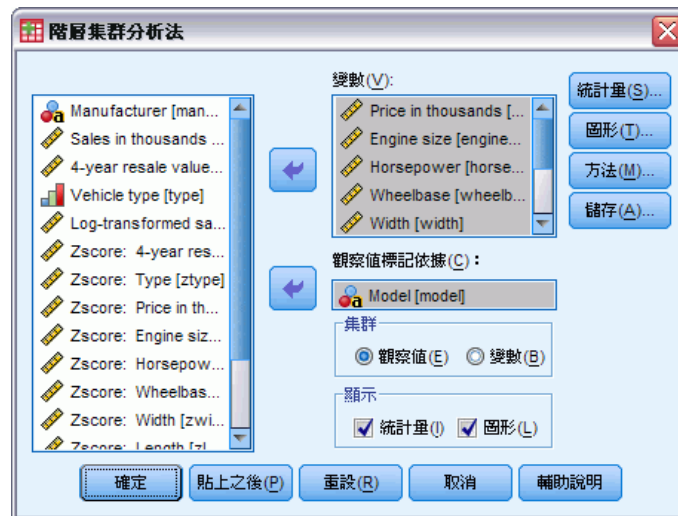 階層集群分析法
Manufacturer [man...
Sales in thousands ...
4-year resale value...
Vehicle type [type]
Log-transformed sa...
Zscore: 4-year res...
Zscore: Type [ztype]
Zscore: Price in th...
Zscore: Engine siz...
Zscore: Horsepow...
Zscore: Wheelbas...
Zscore: Width [zwi...
Zscore: Length [zl...
變數(V):
Price in thousands [...
Engine size [engine...
Horsepower [horse...
Wheelbase [wheelb...
Width [width]
觀察值標記依據(C):
Model [model]
集群
觀察值(E) 變數(B)
顯示
統計量(I) 圖形(L)
統計量(S)...
圖形(T)...
方法(M)...
儲存(A)...
確定 貼上之後(P) 重設(R) 取消 輔助說明